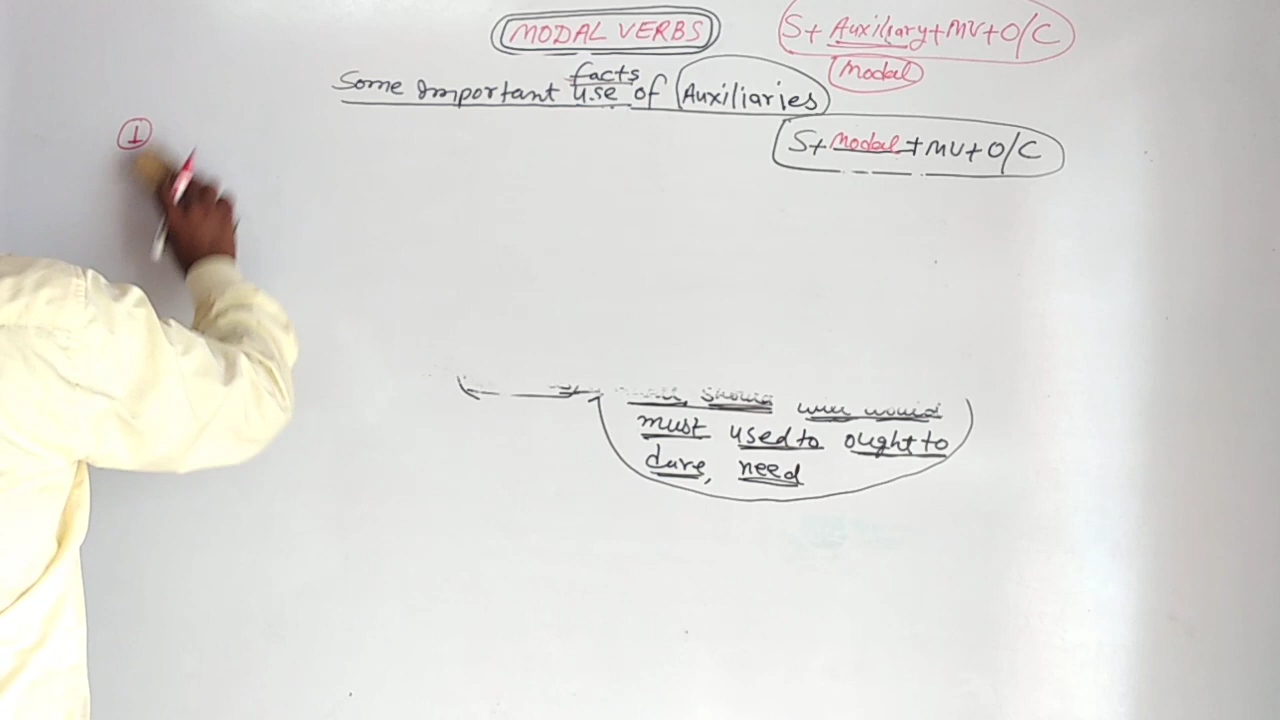 MODAL VERBS
S+ Auxiliary+MV+O/C
Modal
facts
Some Important use of Auxiliaries
S+ Modal + MV+ O/C
1
should
must used to ought to
dare, need